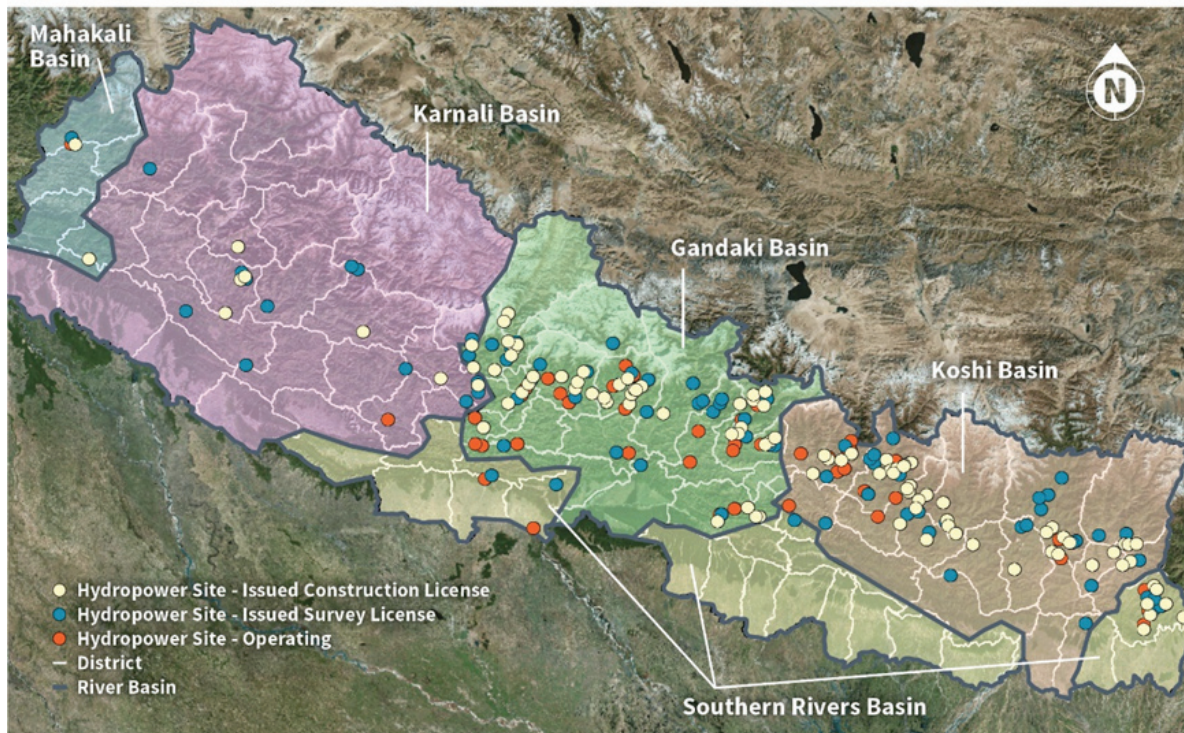 Mahakali
Basin
Karnali Basin
N
Gandaki Basin
Koshi Basin
Hydropower Site - Issued Construction License
Hydropower Site - Issued Survey License
Hydropower Site - Operating
District
River Basin
Southern Rivers Basin